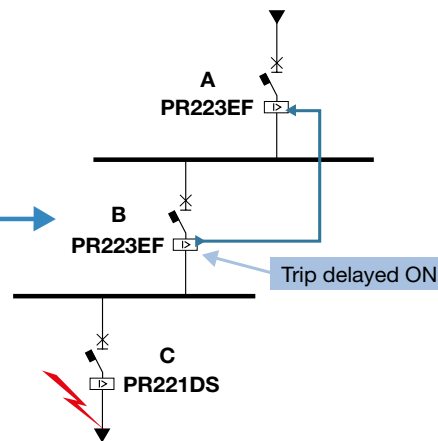 A
PR223EF
B
PR223EF
Trip delayed ON
C
PR221DS